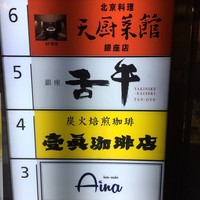 6
北京料理
天厨菜館
銀座店
5
銀座
舌牛
YAKINIKU
KAISEKI
TAN-GYU
4
炭火焙煎珈琲
壹眞珈琲店
3
Aina